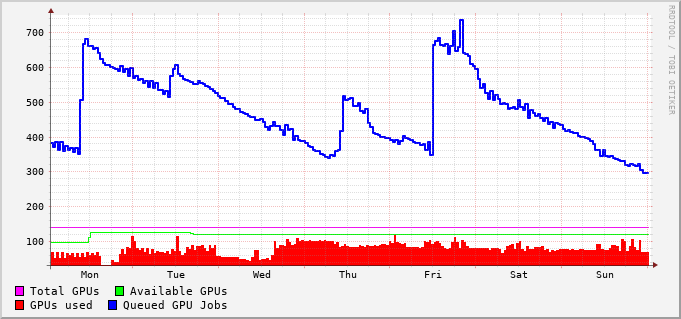 700
600
500
400
300
200
100
Mon Tue Wed Thu Fri Sat Sun
Total GPUs Available GPUs
GPUs used Queued GPU Jobs
RRDTOOL / TOBI OETIKER